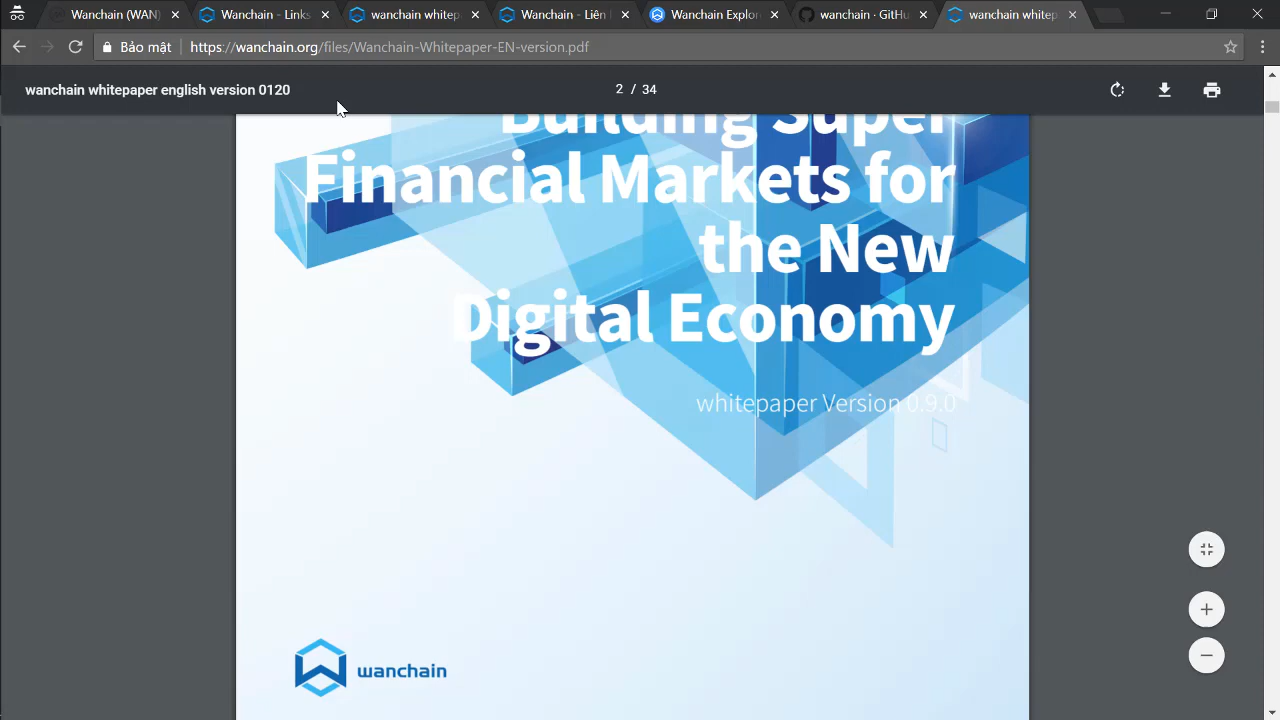 Wanchain (WAN)
Wanchain - Links
wanchain whitep
Wanchain - Liên
Wanchain Explor
wanchain · GitHu
wanchain whitep
Bảo mật
https://wanchain.org/files/Wanchain-Whitepaper-EN-version.pdf
wanchain whitepaper english version 0120
2 / 34
Building Super
Financial Markets for
the New
Digital Economy
whitepaper Version 0.9.0
wanchain